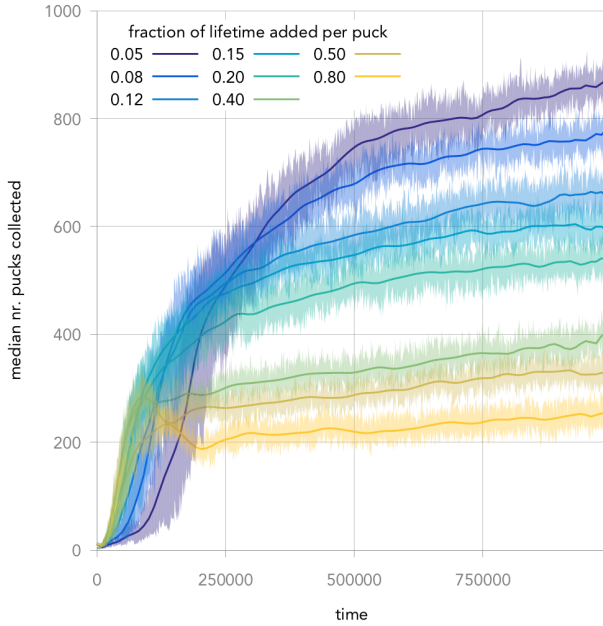 1000
fraction of lifetime added per puck
0.05 0.15 0.50
0.08 0.20 0.80
0.12 0.40
800
600
400
200
0
median nr. pucks collected
0 250000 500000 750000
time